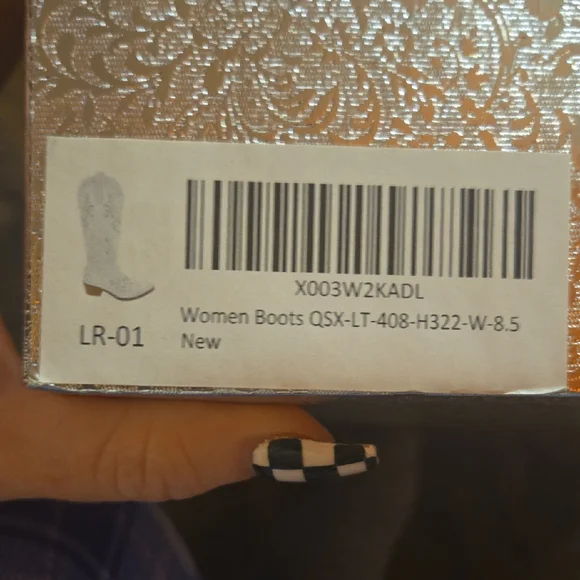 X003W2KADL
Women Boots QSX-LT-408-H322-W-8.5
New
LR-01